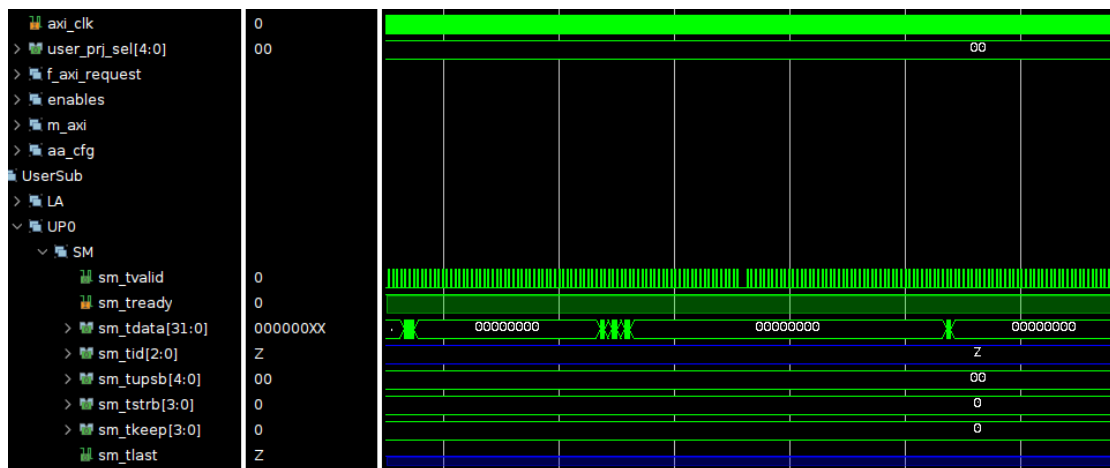 axi_clk 0
user_prj_sel[4:0] 00 00
f_axi_request
enables
m_axi
aa_cfg
UserSub
LA
UP0
SM
sm_tvalid 0
sm_tready 0
sm_tdata[31:0] 000000XX . 00000000 00000000 00000000
sm_tid[2:0] Z Z
sm_tupsb[4:0] 00 00
sm_tstrb[3:0] 0 0
sm_tkeep[3:0] 0 0
sm_tlast Z